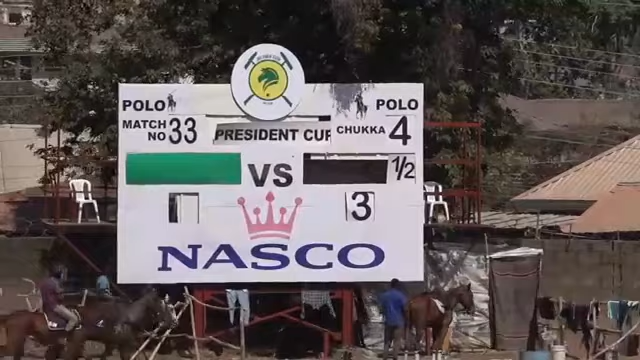 POLO POLO
MATCH NO 33 PRESIDENT CUP CHUKKA 4
VS 1/2
3
NASCO